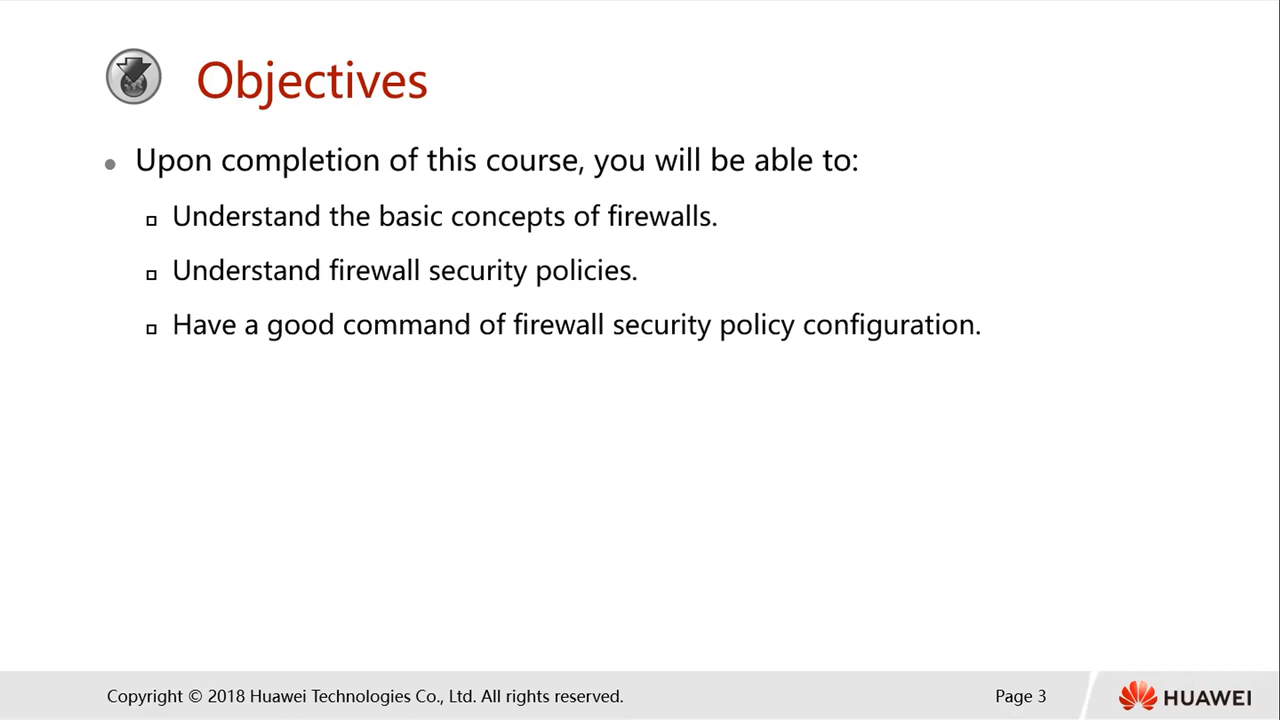 Objectives
Upon completion of this course, you will be able to:
Understand the basic concepts of firewalls.
Understand firewall security policies.
Have a good command of firewall security policy configuration.
Copyright © 2018 Huawei Technologies Co., Ltd. All rights reserved.
Page 3
HUAWEI